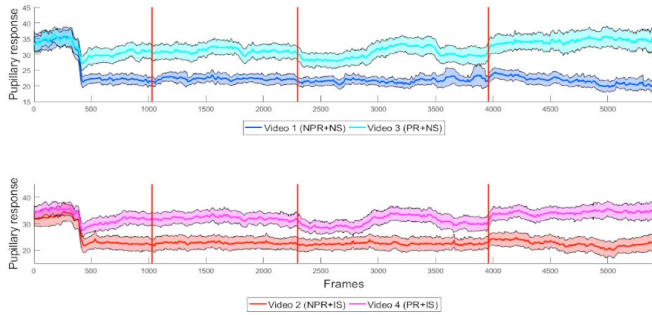 45
40
35
30
25
20
15
Pupillary response
0 500 1000 1500 2000 2500 3000 3500 4000 4500 5000
Video 1 (NPR+NS) Video 3 (PR+NS)
40
30
20
Pupillary response
0 500 1000 1500 2000 2500 3000 3500 4000 4500 5000
Frames
Video 2 (NPR+IS) Video 4 (PR+IS)